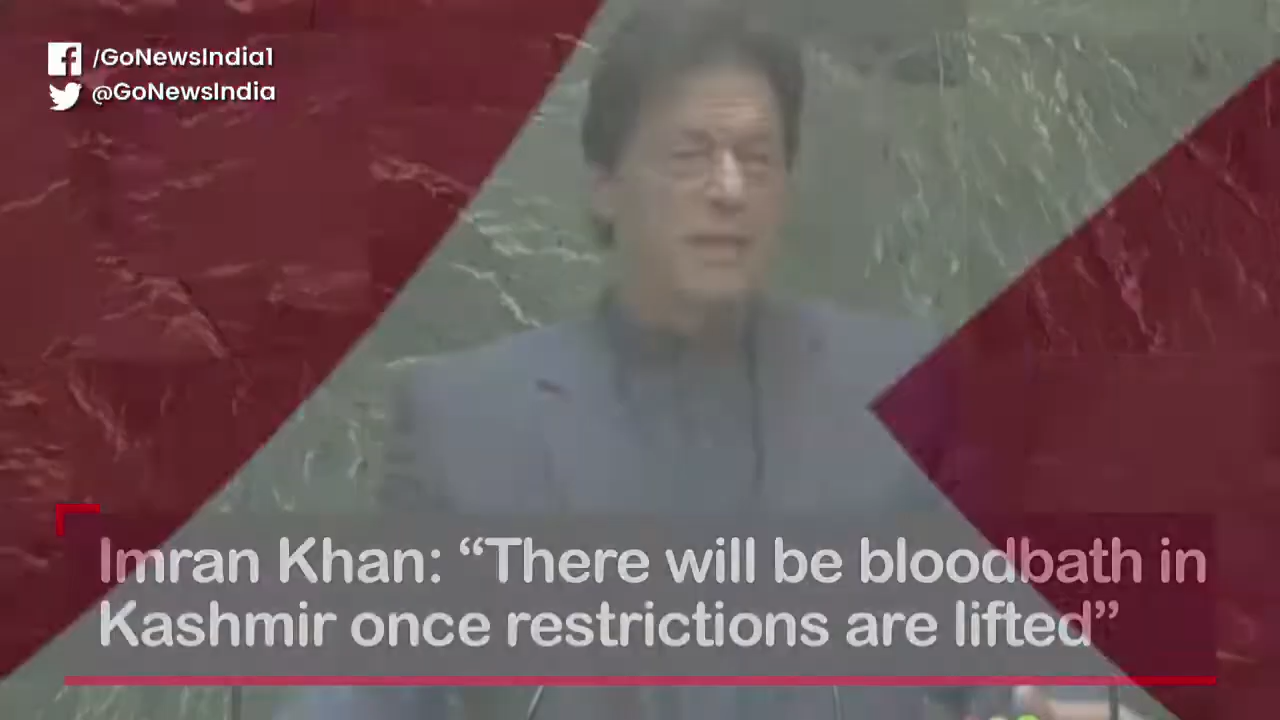 /GoNewsIndia1
@GoNewsIndia
Imran Khan: “There will be bloodbath in
Kashmir once restrictions are lifted”